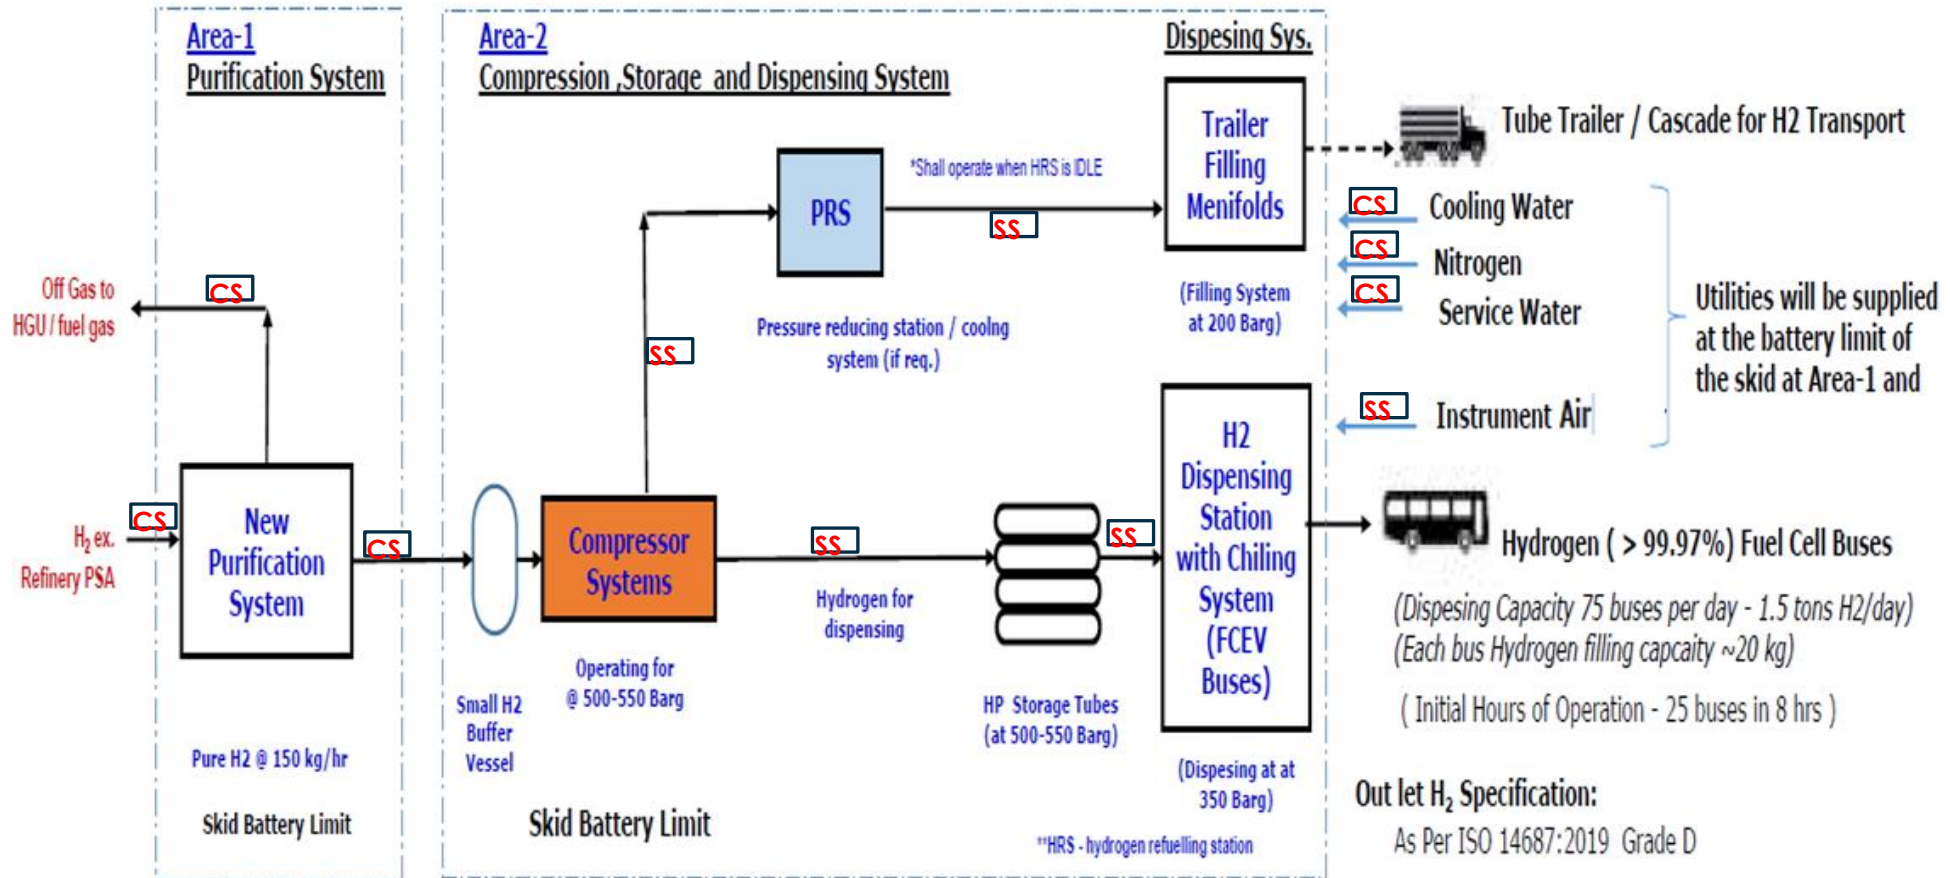 Area-1
Purification System
Off Gas to
HGU / fuel gas
CS
CS
H2 ex.
Refinery PSA
New
Purification
System
CS
Pure H2 @ 150 kg/hr
Skid Battery Limit
Area-2
Compression ,Storage and Dispensing System
Dispesing Sys.
PRS
*Shall operate when HRS is IDLE
SS
Pressure reducing station / coolng
system (if req.)
SS
Trailer
Filling
Menifolds
(Filling System
at 200 Barg)
Small H2
Buffer
Vessel
Compressor
Systems
Operating for
@ 500-550 Barg
SS
Hydrogen for
dispensing
HP Storage Tubes
(at 500-550 Barg)
SS
H2
Dispensing
Station
with Chiling
System
(FCEV
Buses)
(Dispesing at at
350 Barg)
Skid Battery Limit
**HRS - hydrogen refuelling station
Tube Trailer / Cascade for H2 Transport
CS
Cooling Water
CS
Nitrogen
CS
Service Water
SS
Instrument Air
Utilities will be supplied
at the battery limit of
the skid at Area-1 and
Hydrogen ( > 99.97%) Fuel Cell Buses
(Dispesing Capacity 75 buses per day - 1.5 tons H2/day)
(Each bus Hydrogen filling capcaity ~20 kg)
( Initial Hours of Operation - 25 buses in 8 hrs )
Out let H2 Specification:
As Per ISO 14687:2019 Grade D